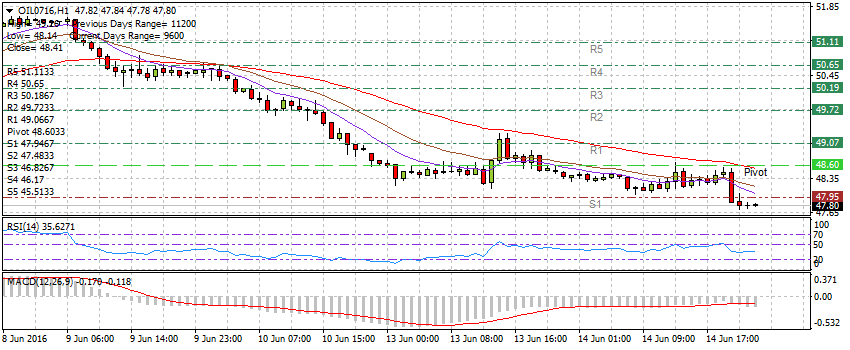 OIL0716,H1 47.82 47.84 47.78 47.80
Previous Days Range= 11200
Low= 48.14 Current Days Range= 9600
Close= 48.41
R5 51.1133
R4 50.65
R3 50.1867
R2 49.7233
R1 49.0667
Pivot 48.6033
S1 47.9467
S2 47.4833
S3 46.8267
S4 46.17
S5 45.5133
R5
R4
R3
R2
R1
Pivot
S1
51.85
51.11
50.65
50.45
50.19
49.72
49.07
48.60
48.35
47.95
47.80
47.65
RSI(14) 35.6271
100
70
50
20
0
MACD(12,26,9) -0.170 -0.118
0.371
0.00
-0.532
8 Jun 2016
9 Jun 06:00
9 Jun 14:00
9 Jun 23:00
10 Jun 07:00
10 Jun 15:00
13 Jun 00:00
13 Jun 08:00
13 Jun 16:00
14 Jun 01:00
14 Jun 09:00
14 Jun 17:00